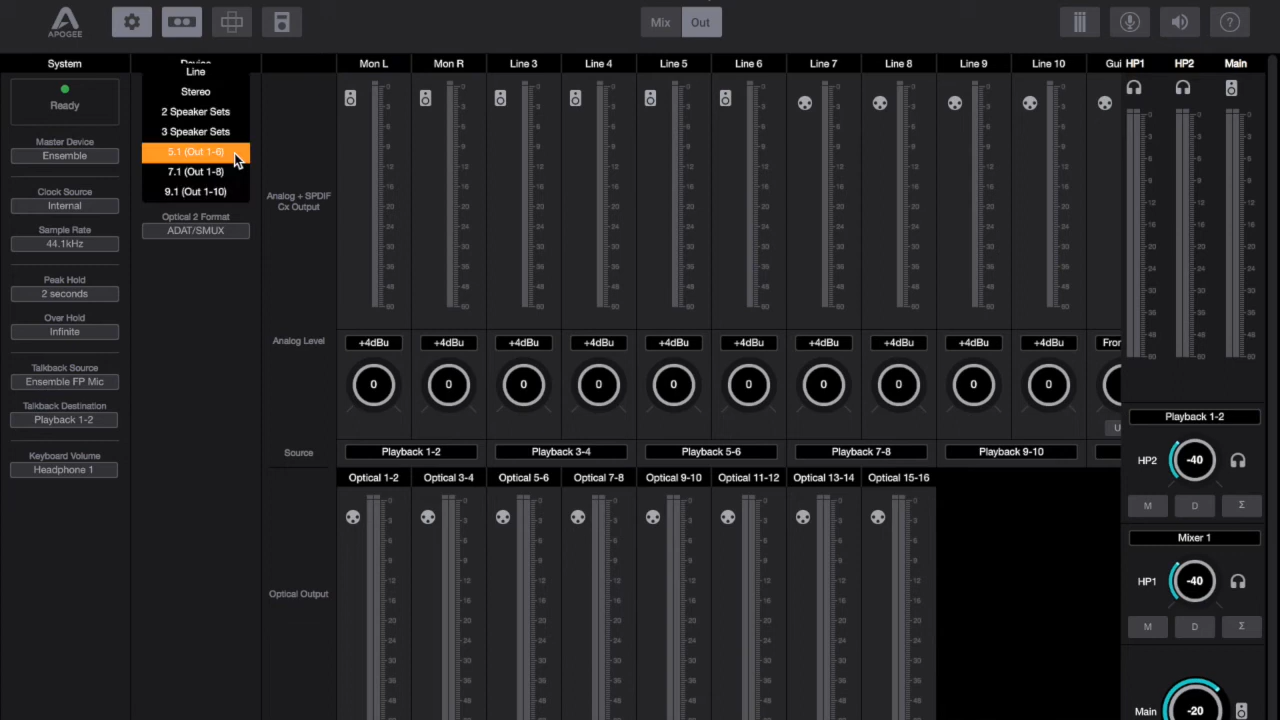 APOGEE
Mix
Out
?
System
Device
Mon L
Mon R
Line 3
Line 4
Line 5
Line 6
Line 7
Line 8
Line 9
Line 10
Gui
HP1
HP2
Main
Ready
Master Device
Ensemble
Clock Source
Internal
Sample Rate
44.1kHz
Peak Hold
2 seconds
Over Hold
Infinite
Talkback Source
Ensemble FP Mic
Talkback Destination
Playback 1-2
Keyboard Volume
Headphone 1
Line
Stereo
2 Speaker Sets
3 Speaker Sets
5.1 (Out 1-6)
7.1 (Out 1-8)
9.1 (Out 1-10)
Optical 2 Format
ADAT/SMUX
Analog + SPDIF
Cx Output
Analog Level
+4dBu
+4dBu
+4dBu
+4dBu
+4dBu
+4dBu
+4dBu
+4dBu
+4dBu
+4dBu
Fron
0
0
0
0
0
0
0
0
0
0
U
Source
Playback 1-2
Playback 3-4
Playback 5-6
Playback 7-8
Playback 9-10
Optical 1-2
Optical 3-4
Optical 5-6
Optical 7-8
Optical 9-10
Optical 11-12
Optical 13-14
Optical 15-16
Optical Output
Playback 1-2
HP2
-40
M
D
Σ
Mixer 1
HP1
-40
M
D
Σ
Main
-20